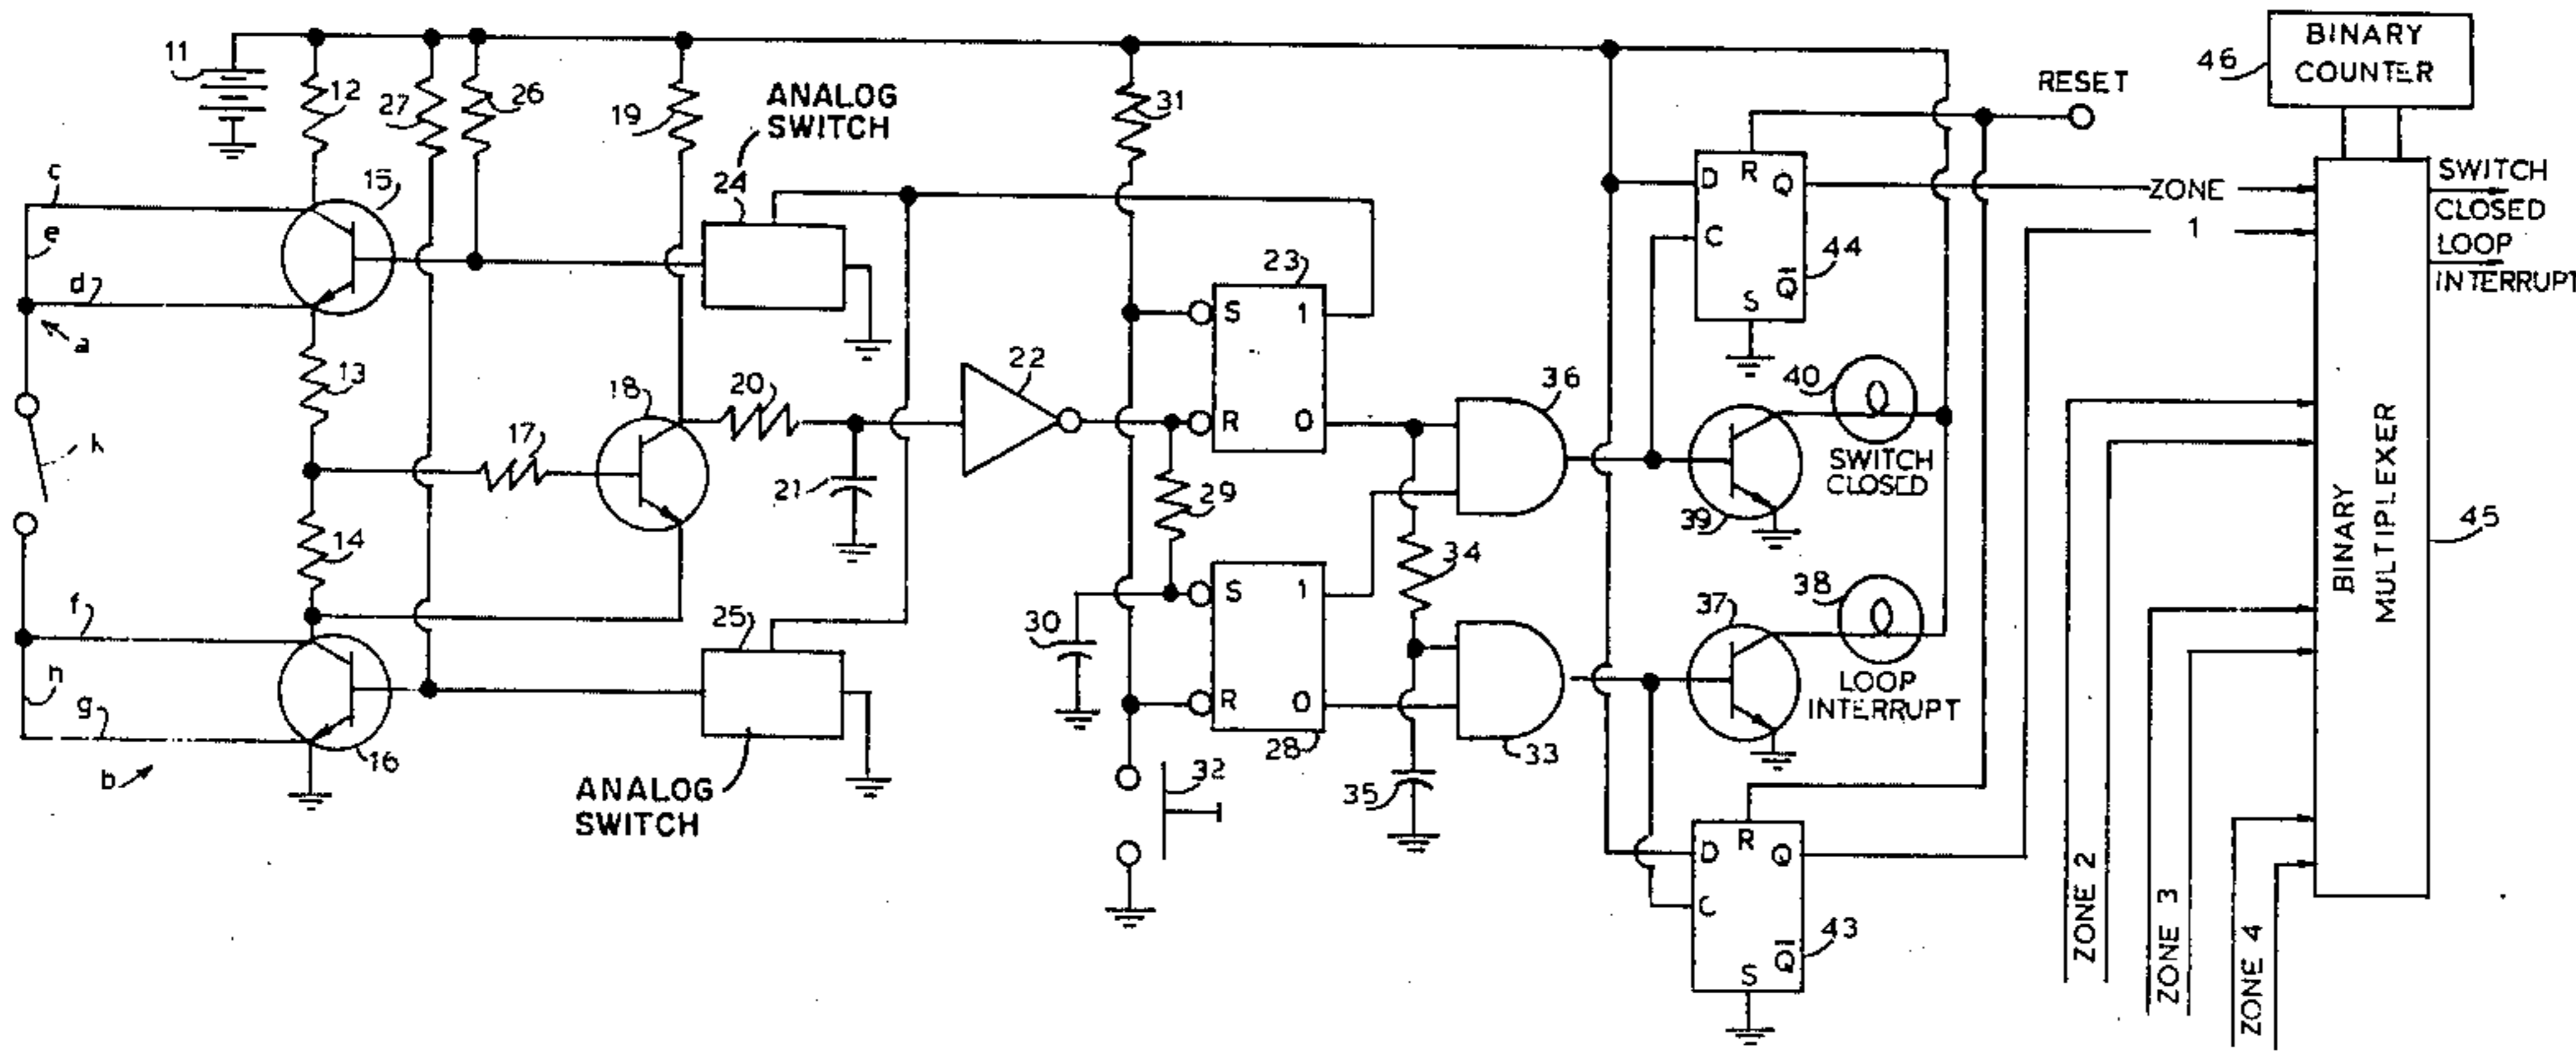 11
12
27
26
19
ANALOG
SWITCH
24
31
RESET
46
BINARY
COUNTER
c
15
e
d
a
13
k
17
18
20
21
22
23
S
1
R
0
36
D
R
Q
C
S
Q̄
44
ZONE
1
SWITCH
CLOSED
LOOP
INTERRUPT
40
SWITCH
CLOSED
39
14
f
h
g
b
16
25
ANALOG
SWITCH
29
30
S
1
R
0
28
32
34
33
35
37
38
LOOP
INTERRUPT
D
R
Q
C
S
Q̄
43
BINARY
MULTIPLEXER
45
ZONE 2
ZONE 3
ZONE 4